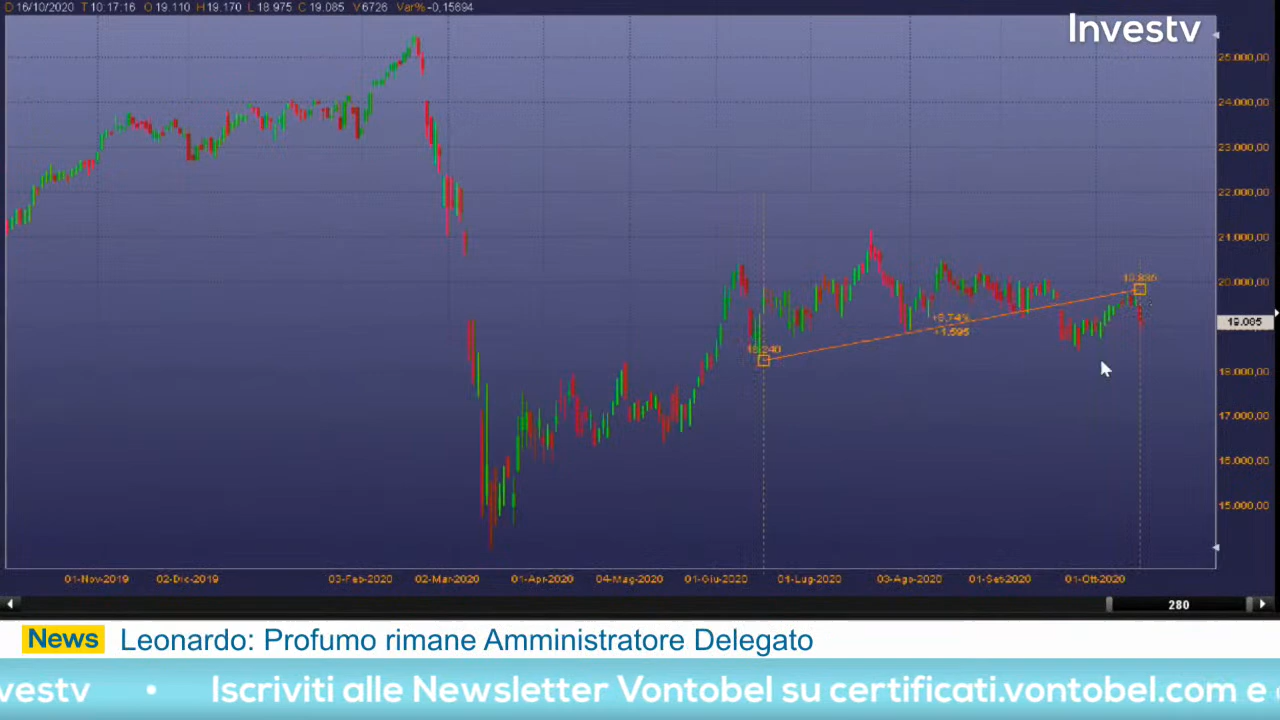 D 16/10/2020 T 10:17:16 O 19.110 H 19.170 L 18.975 C 19.085 V 6726 Var% -0,15694
Investv
25.000,00
24.000,00
23.000,00
22.000,00
21.000,00
20.000,00
19.085
18.000,00
17.000,00
16.000,00
15.000,00
+8,74%
+1.595
01-Nov-2019 02-Dic-2019 03-Feb-2020 02-Mar-2020 01-Apr-2020 04-Mag-2020 01-Giu-2020 01-Lug-2020 03-Ago-2020 01-Set-2020 01-Ott-2020
280
News Leonardo: Profumo rimane Amministratore Delegato
vestv • Iscriviti alle Newsletter Vontobel su certificati.vontobel.com e